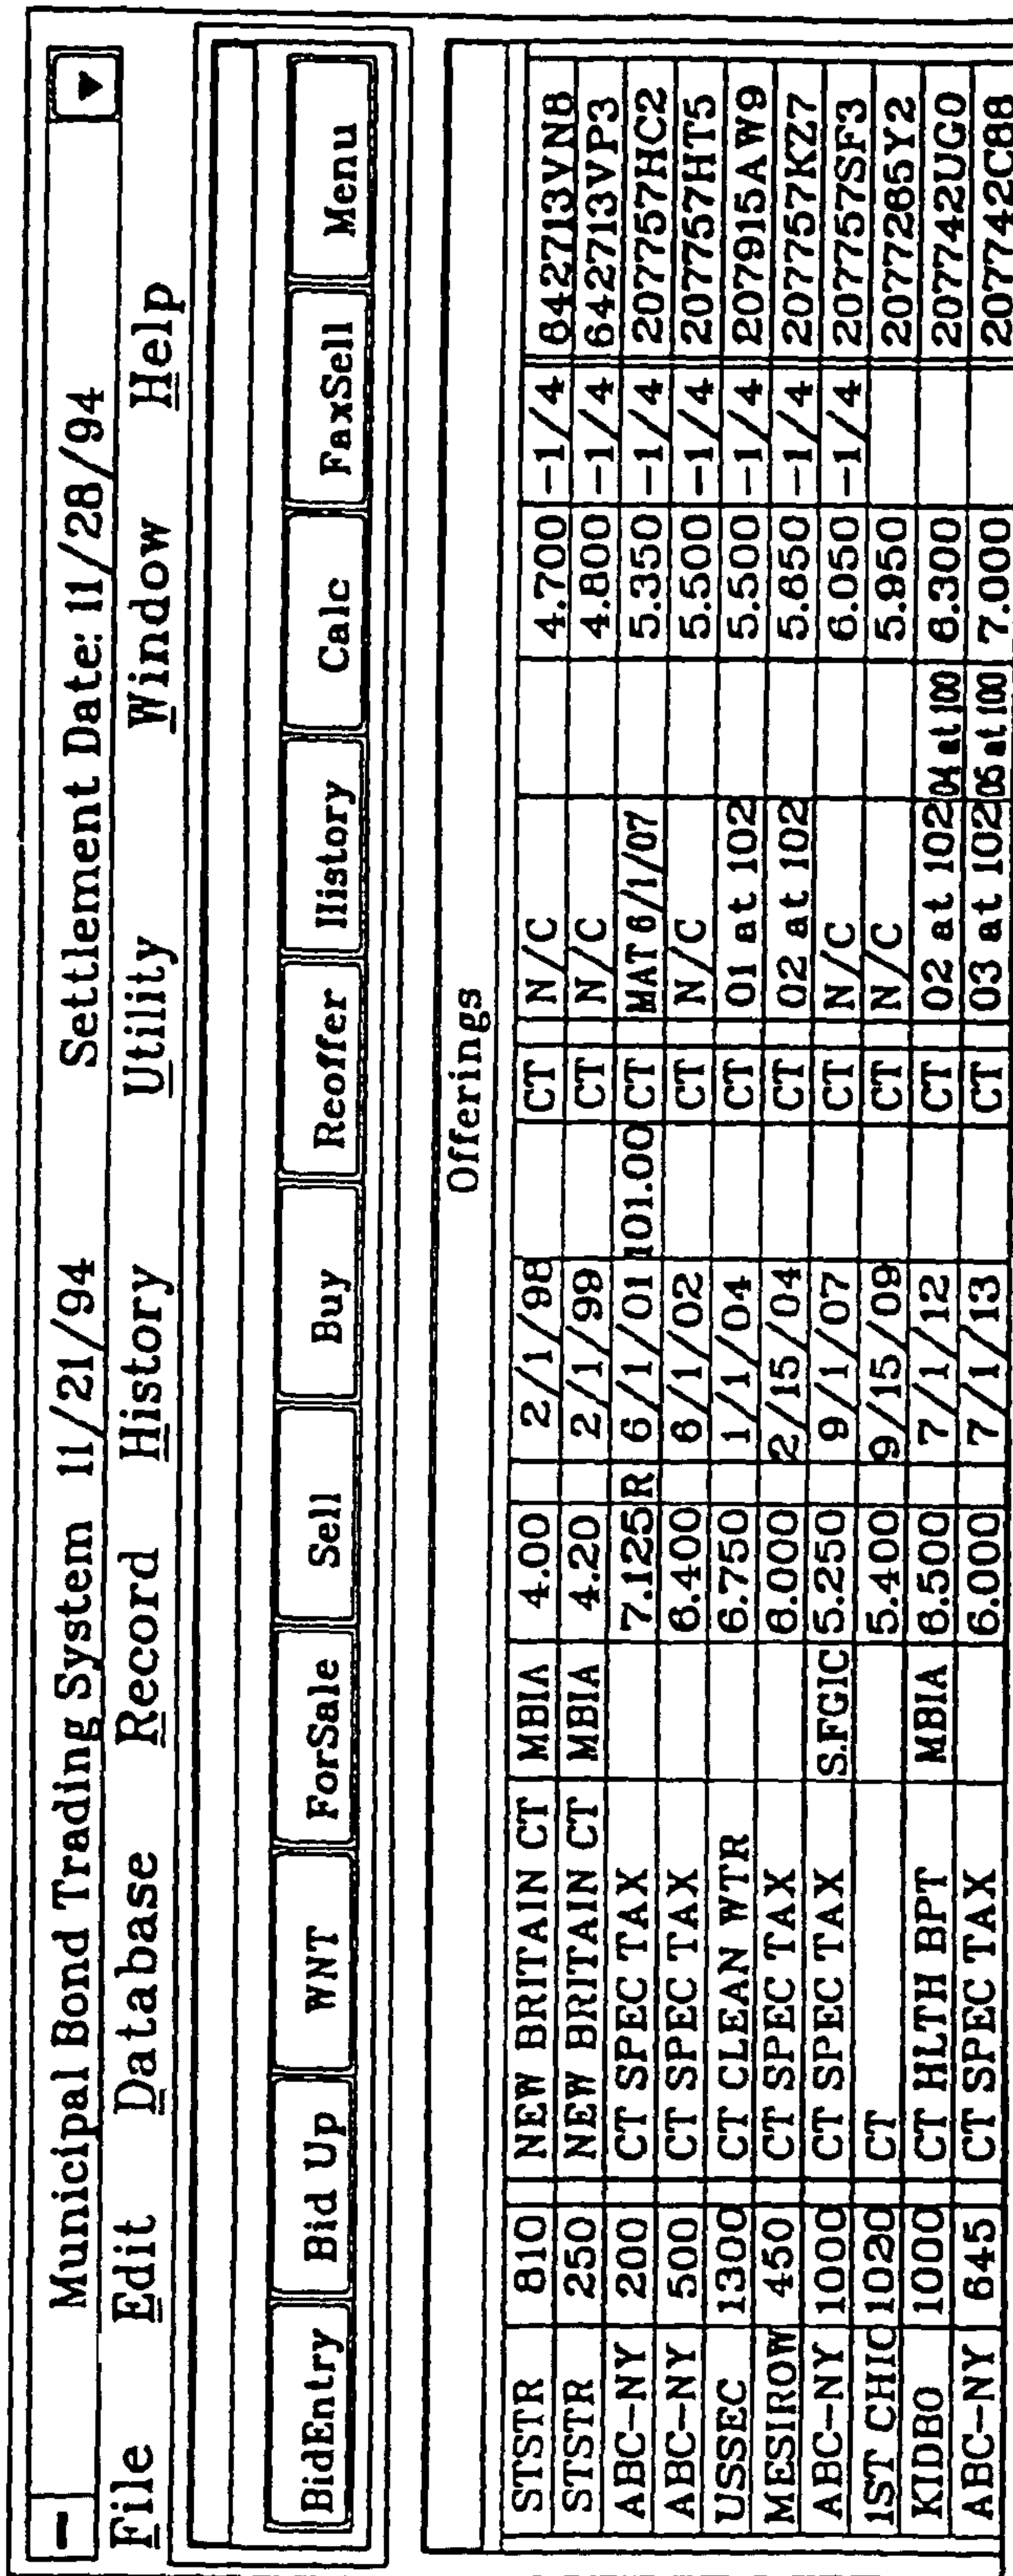 Municipal Bond Trading System 11/21/94 Settlement Date: 11/28/94
File Edit Database Record History Utility Window Help
BidEntry Bid Up WNT ForSale Sell Buy Reoffer History Calc FaxSell Menu
Offerings
STSTR 810 NEW BRITAIN CT MBIA 4.00 2/1/98 CT N/C 4.700 -1/4 642713VN8
STSTR 250 NEW BRITAIN CT MBIA 4.20 2/1/99 CT N/C 4.800 -1/4 642713VP3
ABC-NY 200 CT SPEC TAX 7.125 R 6/1/01 101.00 CT MAT 6/1/07 5.350 -1/4 207757HC2
ABC-NY 500 CT SPEC TAX 6.400 6/1/02 CT N/C 5.500 -1/4 207757HT5
USSEC 1300 CT CLEAN WTR 6.750 1/1/04 CT 01 at 102 5.500 -1/4 207915AW9
MESIROW 450 CT SPEC TAX 6.000 2/15/04 CT 02 at 102 5.650 -1/4 207757KZ7
ABC-NY 1000 CT SPEC TAX S.FGIC 5.250 9/1/07 CT N/C 6.050 -1/4 207757SF3
1ST CHIC 1020 CT 5.400 9/15/09 CT N/C 5.950 2077265Y2
KIDBO 1000 CT HLTH BPT MBIA 6.500 7/1/12 CT 02 at 102 04 at 100 6.300 207742UG0
ABC-NY 645 CT SPEC TAX 6.000 7/1/13 CT 03 at 102 05 at 100 7.000 207742C88